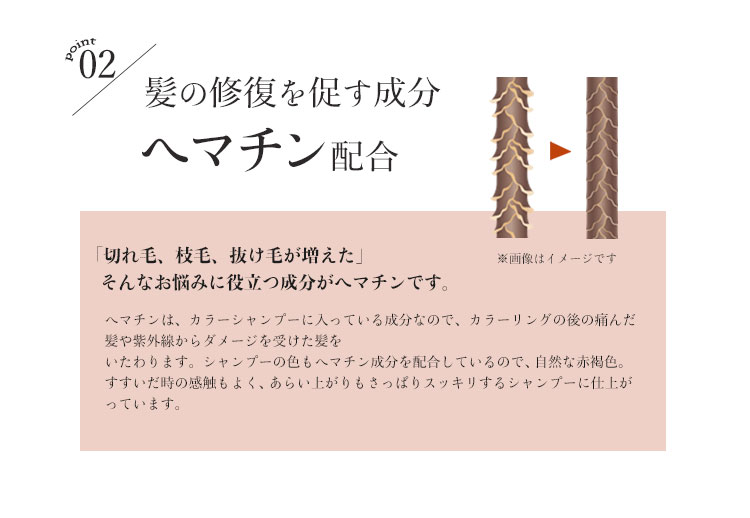 point
02
髪の修復を促す成分
ヘマチン配合
※画像はイメージです
「切れ毛、枝毛、抜け毛が増えた」
そんなお悩みに役立つ成分がヘマチンです。
ヘマチンは、カラーシャンプーに入っている成分なので、カラーリングの後の痛んだ
髪や紫外線からダメージを受けた髪を
いたわります。シャンプーの色もヘマチン成分を配合しているので、自然な赤褐色。
すすいだ時の感触もよく、あらい上がりもさっぱりスッキリするシャンプーに仕上が
っています。